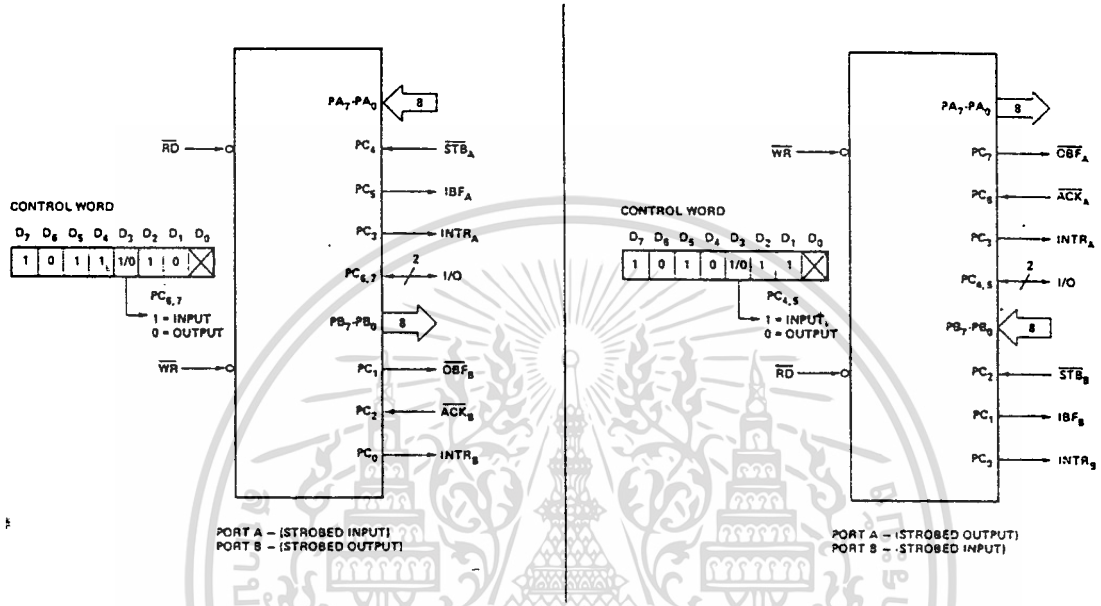 PA7-PA0 8
RD
PC4 STBA
PC5 IBFA
CONTROL WORD
D7 D6 D5 D4 D3 D2 D1 D0
1 0 1 1 1/0 1 0 X
PC3 INTRA
PC6,7 2 I/O
PC6,7
1 = INPUT
0 = OUTPUT
PB7-PB0 8
WR
PC1 OBFB
PC2 ACKB
PC0 INTRB
PORT A – (STROBED INPUT)
PORT B – (STROBED OUTPUT)
PA7-PA0 8
WR
PC7 OBFA
PC6 ACKA
CONTROL WORD
D7 D6 D5 D4 D3 D2 D1 D0
1 0 1 0 1/0 1 1 X
PC3 INTRA
PC4,5 2 I/O
PC4,5
1 = INPUT
0 = OUTPUT
PB7-PB0 8
RD
PC2 STBB
PC1 IBFB
INTRB
PORT A – (STROBED OUTPUT)
PORT B – STROBED INPUT)